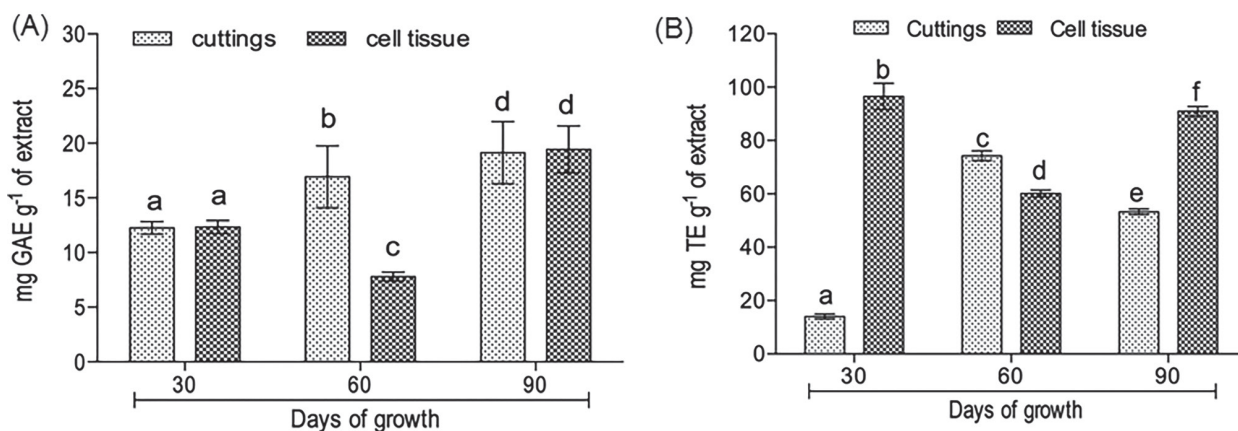 (A)
cuttings cell tissue
mg GAE g⁻¹ of extract
30
25
20
15
10
5
0
a a b c d d
30 60 90
Days of growth
(B)
Cuttings Cell tissue
mg TE g⁻¹ of extract
120
100
80
60
40
20
0
a b c d e f
30 60 90
Days of growth